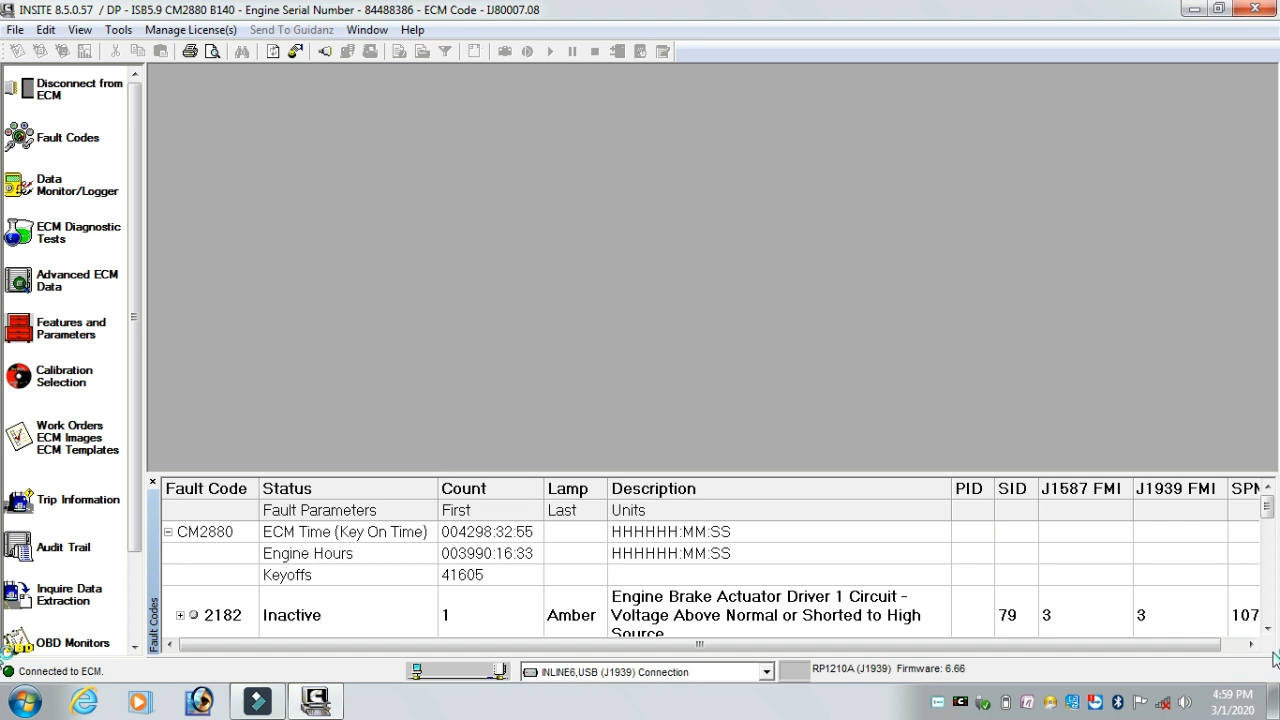 INSITE 8.5.0.57 / DP - ISB5.9 CM2880 B140 - Engine Serial Number - 84488386 - ECM Code - IJ80007.08
File Edit View Tools Manage License(s) Send To Guidanz Window Help
Disconnect from
ECM
Fault Codes
Data
Monitor/Logger
ECM Diagnostic
Tests
Advanced ECM
Data
Features and
Parameters
Calibration
Selection
Work Orders
ECM Images
ECM Templates
Trip Information
Audit Trail
Inquire Data
Extraction
OBD Monitors
Fault Codes
Fault Code Status Count Lamp Description PID SID J1587 FMI J1939 FMI SPN
Fault Parameters First Last Units
CM2880 ECM Time (Key On Time) 004298:32:55 HHHHHH:MM:SS
Engine Hours 003990:16:33 HHHHHH:MM:SS
Keyoffs 41605
2182 Inactive 1 Amber Engine Brake Actuator Driver 1 Circuit - 79 3 3 107
Voltage Above Normal or Shorted to High
Source
Connected to ECM.
INLINE6,USB (J1939) Connection
RP1210A (J1939) Firmware: 6.66
4:59 PM
3/1/2020